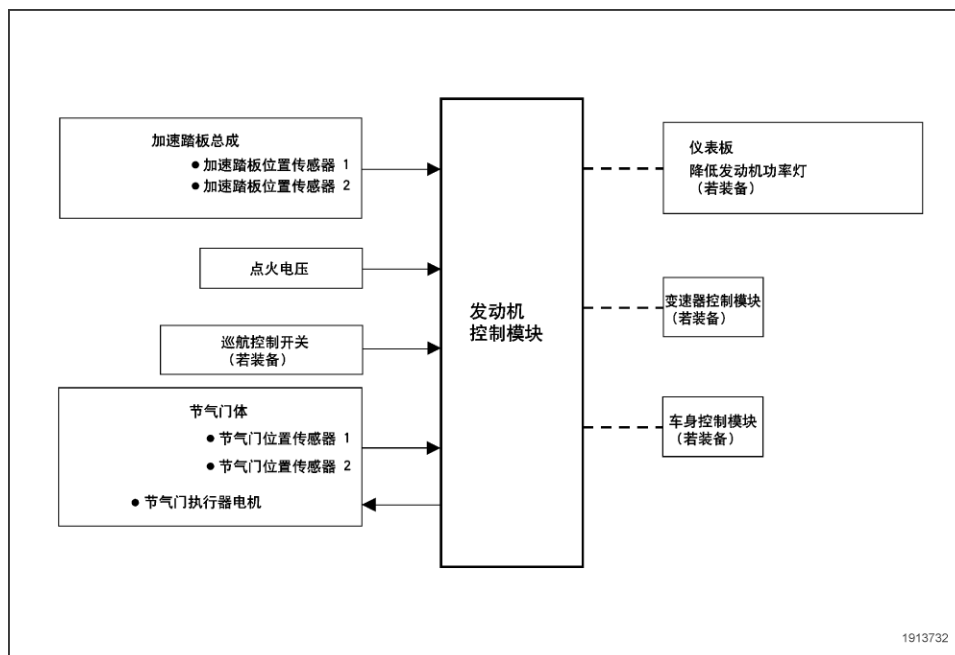 加速踏板总成
● 加速踏板位置传感器 1
● 加速踏板位置传感器 2
点火电压
巡航控制开关
(若装备)
节气门体
● 节气门位置传感器 1
● 节气门位置传感器 2
● 节气门执行器电机
发动机
控制模块
仪表板
降低发动机功率灯
(若装备)
变速器控制模块
(若装备)
车身控制模块
(若装备)
1913732